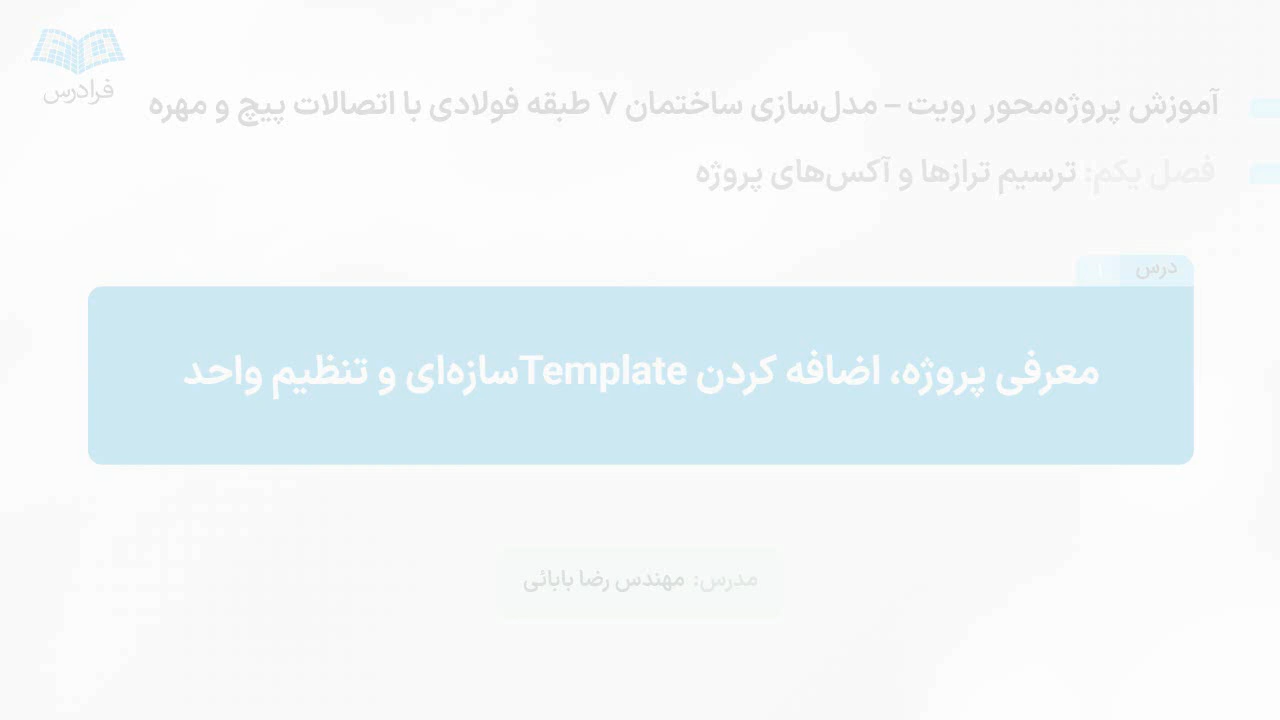 فرادرس
آموزش پروژه‌محور رویت – مدل‌سازی ساختمان ۷ طبقه فولادی با اتصالات پیچ و مهره
فصل یکم: ترسیم ترازها و آکس‌های پروژه
درس ۱
معرفی پروژه، اضافه کردن Templateسازه‌ای و تنظیم واحد
مدرس: مهندس رضا بابائی